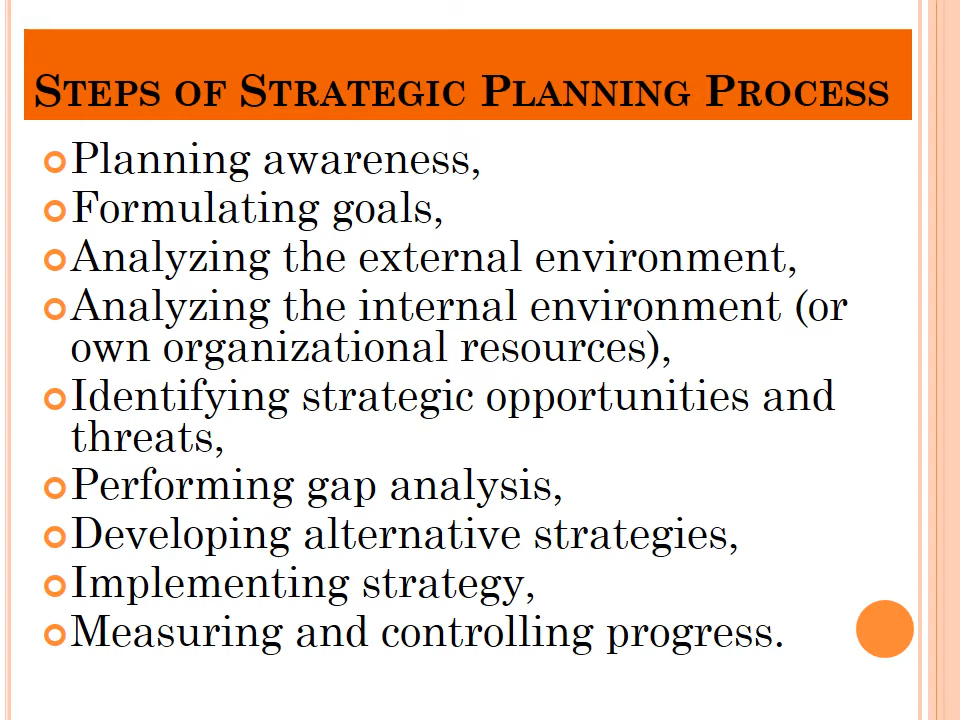 Steps of Strategic Planning Process
Planning awareness,
Formulating goals,
Analyzing the external environment,
Analyzing the internal environment (or
own organizational resources),
Identifying strategic opportunities and
threats,
Performing gap analysis,
Developing alternative strategies,
Implementing strategy,
Measuring and controlling progress.